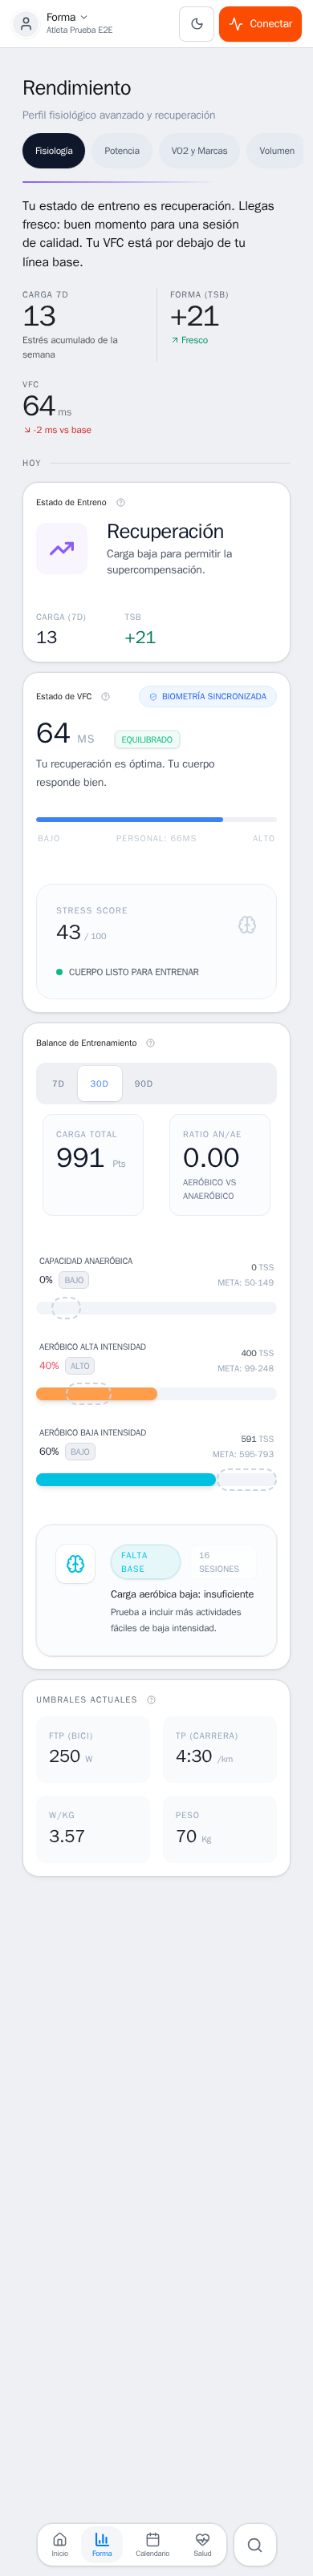 Forma
Atleta Prueba E2E
Conectar
Rendimiento
Perfil fisiológico avanzado y recuperación
Fisiología
Potencia
VO2 y Marcas
Volumen
Tu estado de entreno es recuperación. Llegas
fresco: buen momento para una sesión
de calidad. Tu VFC está por debajo de tu
línea base.
CARGA 7D
13
Estrés acumulado de la
semana
FORMA (TSB)
+21
Fresco
VFC
64 ms
-2 ms vs base
HOY
Estado de Entreno
Recuperación
Carga baja para permitir la
supercompensación.
CARGA (7D)
13
TSB
+21
Estado de VFC
BIOMETRÍA SINCRONIZADA
64 MS
EQUILIBRADO
Tu recuperación es óptima. Tu cuerpo
responde bien.
BAJO
PERSONAL: 66MS
ALTO
STRESS SCORE
43 / 100
CUERPO LISTO PARA ENTRENAR
Balance de Entrenamiento
7D
30D
90D
CARGA TOTAL
991 Pts
RATIO AN/AE
0.00
AERÓBICO VS
ANAERÓBICO
CAPACIDAD ANAERÓBICA
0% BAJO
0 TSS
META: 50-149
AERÓBICO ALTA INTENSIDAD
40% ALTO
400 TSS
META: 99-248
AERÓBICO BAJA INTENSIDAD
60% BAJO
591 TSS
META: 595-793
FALTA
BASE
16
SESIONES
Carga aeróbica baja: insuficiente
Prueba a incluir más actividades
fáciles de baja intensidad.
UMBRALES ACTUALES
FTP (BICI)
250 W
TP (CARRERA)
4:30 /km
W/KG
3.57
PESO
70 Kg
Inicio
Forma
Calendario
Salud